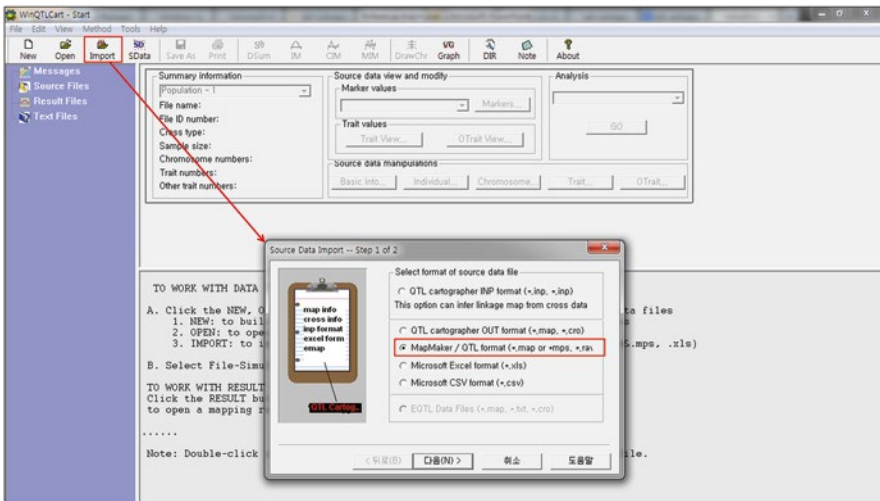 WinQTLCart - Start
File Edit View Method Tools Help
New Open Import SData Save As Print DSum IM CIM MIM DrawChr Graph DIR Note About
Messages
Source Files
Result Files
Text Files
Summary information
Population - 1
File name:
File ID number:
Cross type:
Sample size:
Chromosome numbers:
Trait numbers:
Other trait numbers:
Source data view and modify
Marker values
Markers...
Trait values
Trait View...
OTrait View...
Source data manipulations
Basic Info...
Individual...
Chromosome...
Trait...
OTrait...
Analysis
GO
Source Data Import -- Step 1 of 2
map info
cross info
inp format
excel form
emap
QTL Cartog..
Select format of source data file
QTL cartographer INP format (*.inp, *.inp)
This option can infer linkage map from cross data
QTL cartographer OUT format (*.map, *.cro)
MapMaker / QTL format (*.map or *mps, *.ra
Microsoft Excel format (*.xls)
Microsoft CSV format (*.csv)
EQTL Data Files (*.map, *.txt, *.cro)
< 뒤로(B)
다음(N) >
취소
도움말
TO WORK WITH DATA
A. Click the NEW, O
ta files
1. NEW: to buil
2. OPEN: to ope
3. IMPORT: to i
.mps, .xls)
B. Select File-Simu
TO WORK WITH RESULT
Click the RESULT bu
to open a mapping r
......
Note: Double-click
ile.